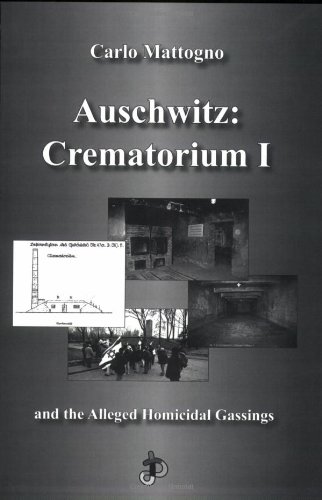 Carlo Mattogno
Auschwitz:
Crematorium I
and the Alleged Homicidal Gassings